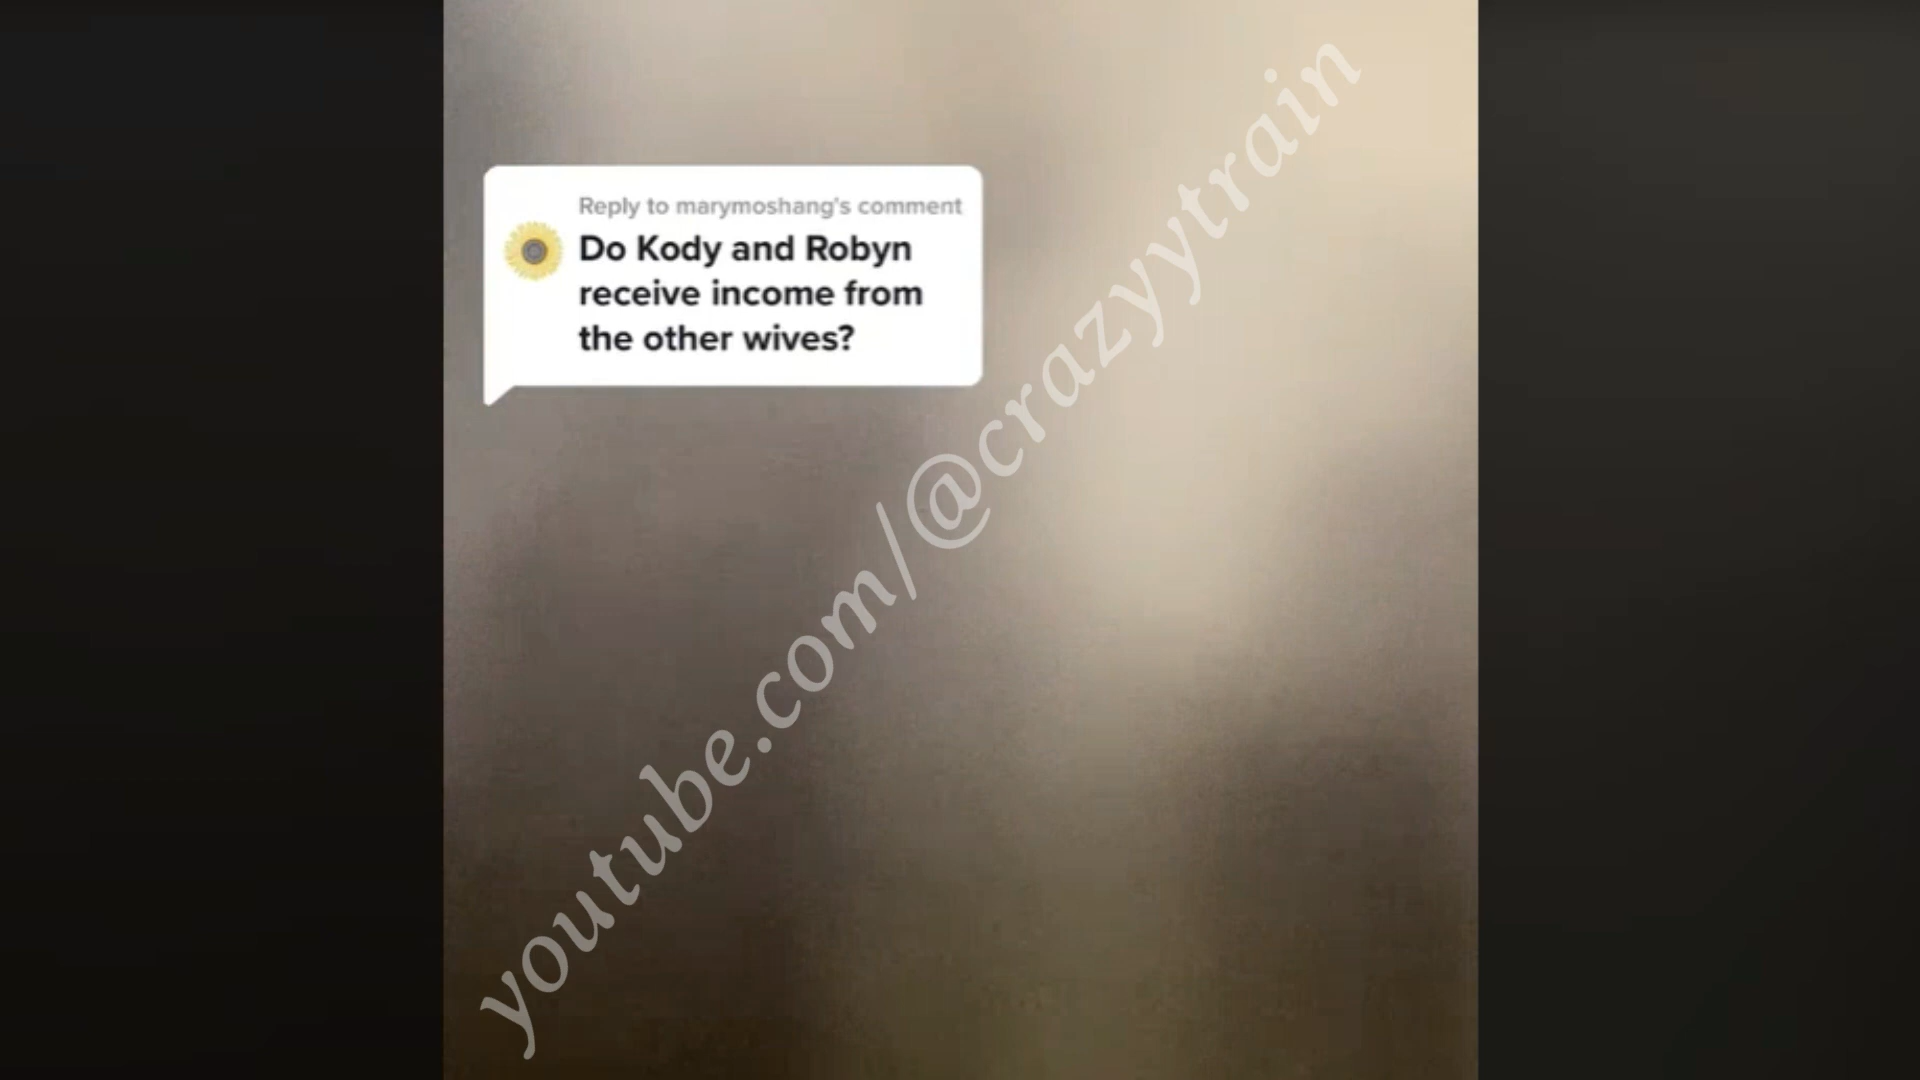 Reply to marymoshang's comment
Do Kody and Robyn
receive income from
the other wives?
youtube.com/@crazyytrain